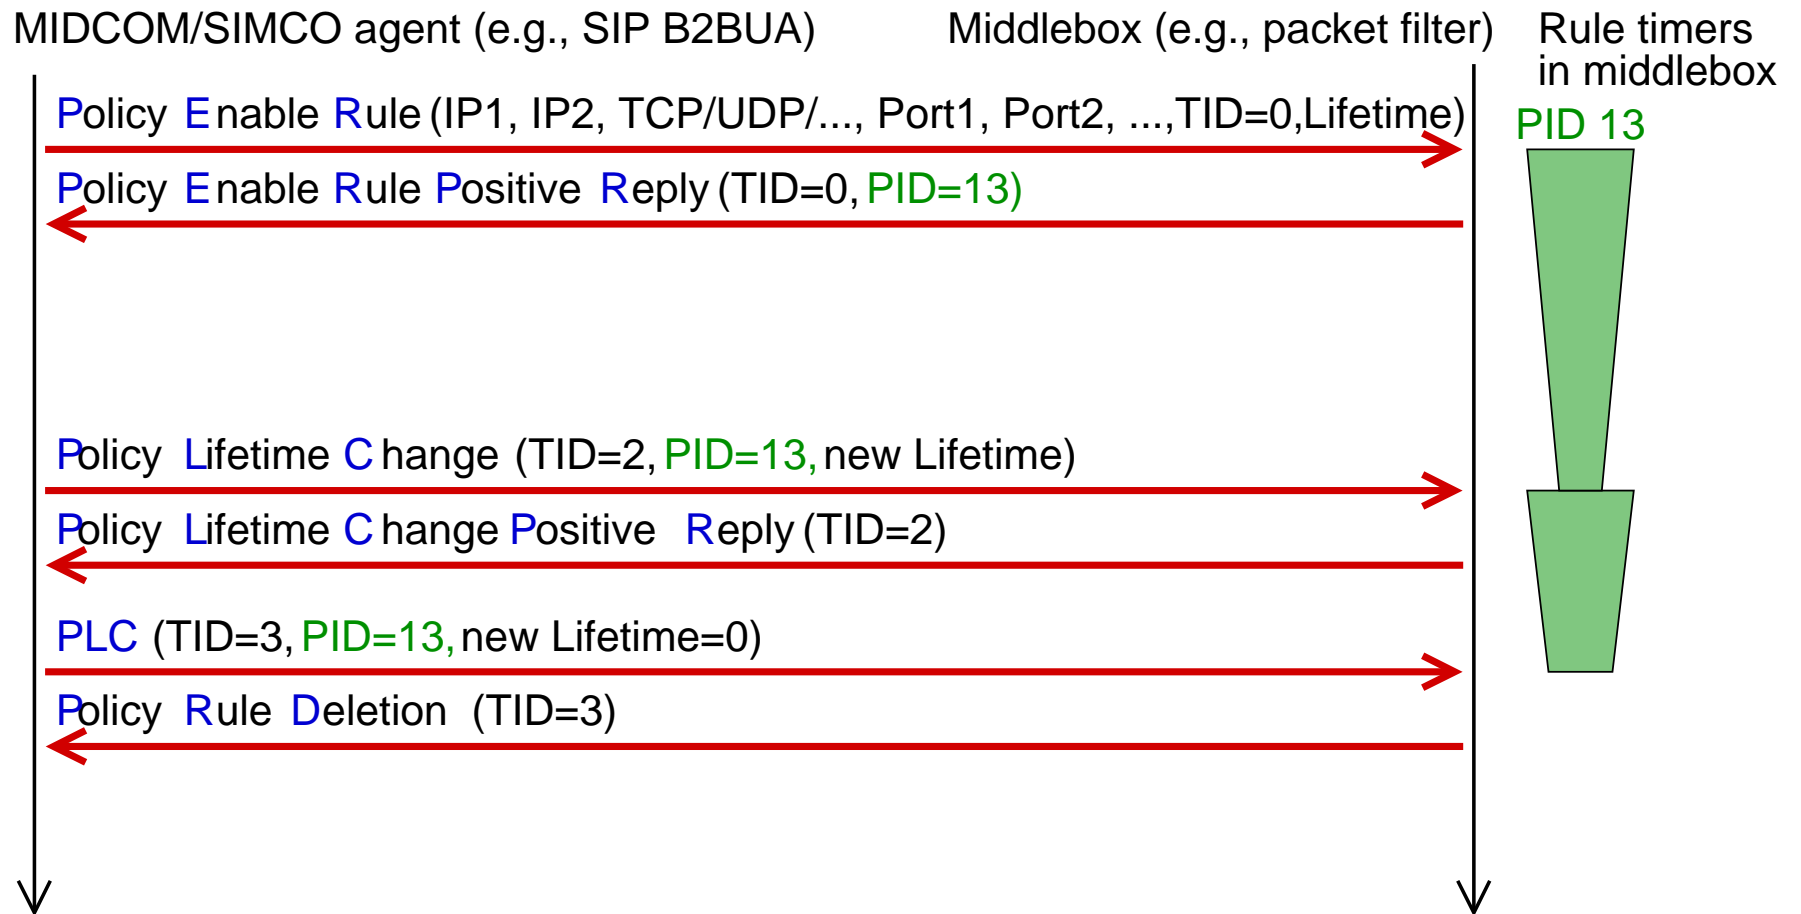 MIDCOM/SIMCO agent (e.g., SIP B2BUA)
Middlebox (e.g., packet filter)
Rule timers
in middlebox
Policy Enable Rule (IP1, IP2, TCP/UDP/..., Port1, Port2, ...,TID=0,Lifetime)
PID 13
Policy Enable Rule Positive Reply (TID=0, PID=13)
Policy Lifetime Change (TID=2, PID=13, new Lifetime)
Policy Lifetime Change Positive Reply (TID=2)
PLC (TID=3, PID=13, new Lifetime=0)
Policy Rule Deletion (TID=3)